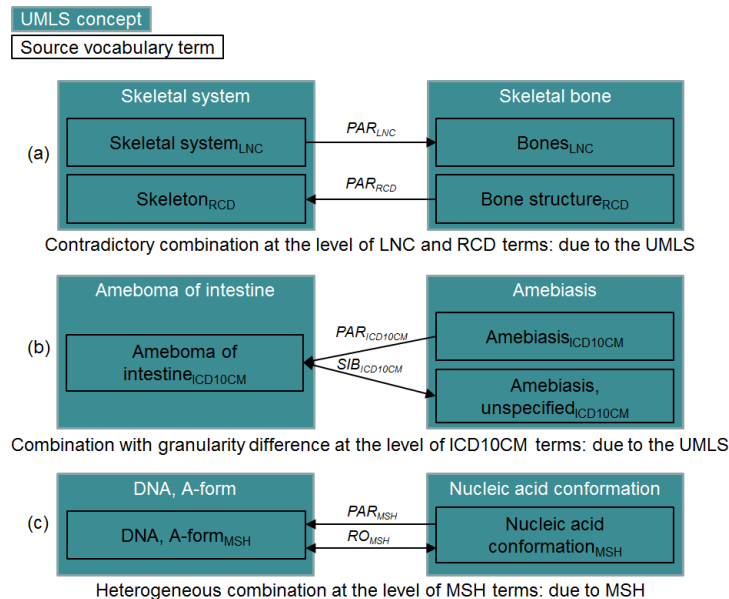 UMLS concept
Source vocabulary term
Skeletal system
Skeletal bone
(a)
Skeletal systemLNC
PARLNC
BonesLNC
SkeletonRCD
PARRCD
Bone structureRCD
Contradictory combination at the level of LNC and RCD terms: due to the UMLS
Ameboma of intestine
Amebiasis
(b)
Ameboma of
intestineICD10CM
PARICD10CM
SIBICD10CM
AmebiasisICD10CM
Amebiasis,
unspecifiedICD10CM
Combination with granularity difference at the level of ICD10CM terms: due to the UMLS
DNA, A-form
Nucleic acid conformation
(c)
DNA, A-formMSH
PARMSH
ROMSH
Nucleic acid
conformationMSH
Heterogeneous combination at the level of MSH terms: due to MSH